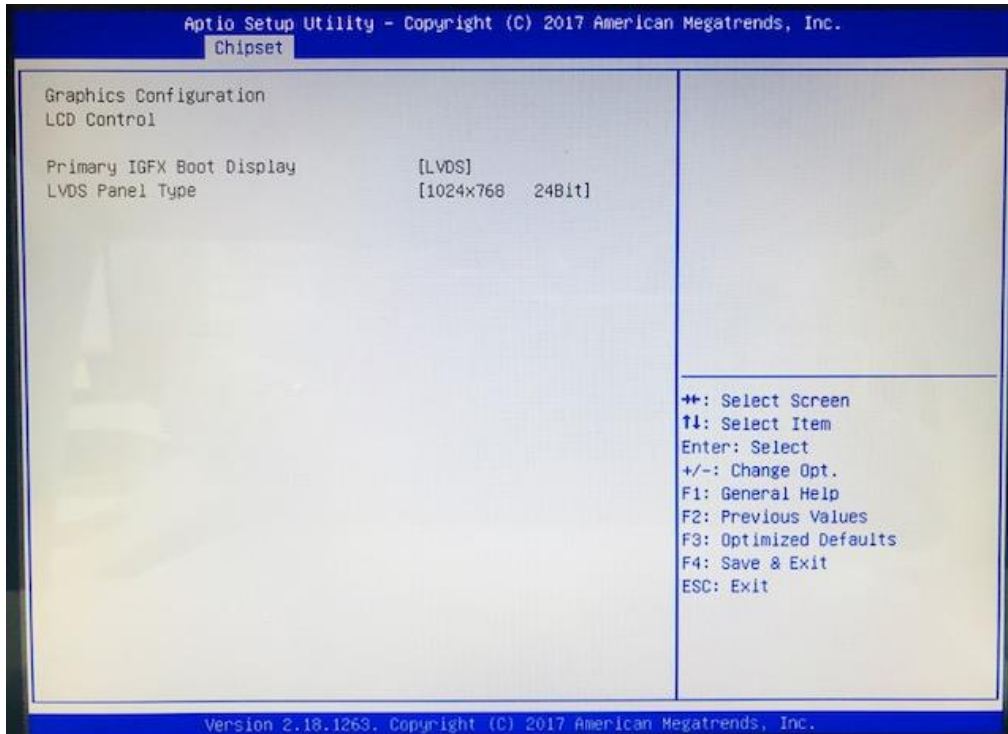 Aptio Setup Utility – Copyright (C) 2017 American Megatrends, Inc.
Chipset
Graphics Configuration
LCD Control
Primary IGFX Boot Display [LVDS]
LVDS Panel Type [1024x768 24Bit]
→←: Select Screen
↑↓: Select Item
Enter: Select
+/-: Change Opt.
F1: General Help
F2: Previous Values
F3: Optimized Defaults
F4: Save & Exit
ESC: Exit
Version 2.18.1263. Copyright (C) 2017 American Megatrends, Inc.